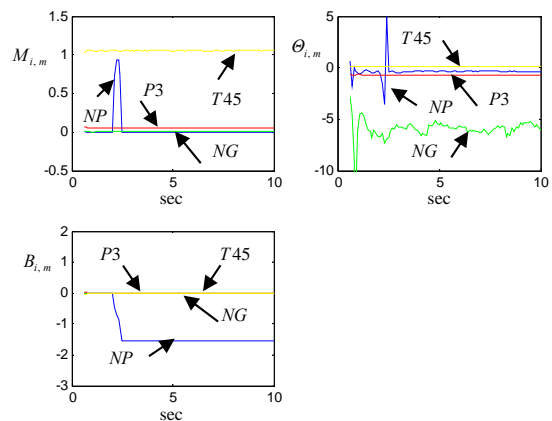 M_{i,m}
1.5
1
0.5
0
-0.5
0
5
10
sec
NP
P3
T45
NG
Θ_{i,m}
5
0
-5
-10
0
5
10
sec
T45
NP
P3
NG
B_{i,m}
2
1
0
-1
-2
-3
0
5
10
sec
P3
T45
NG
NP